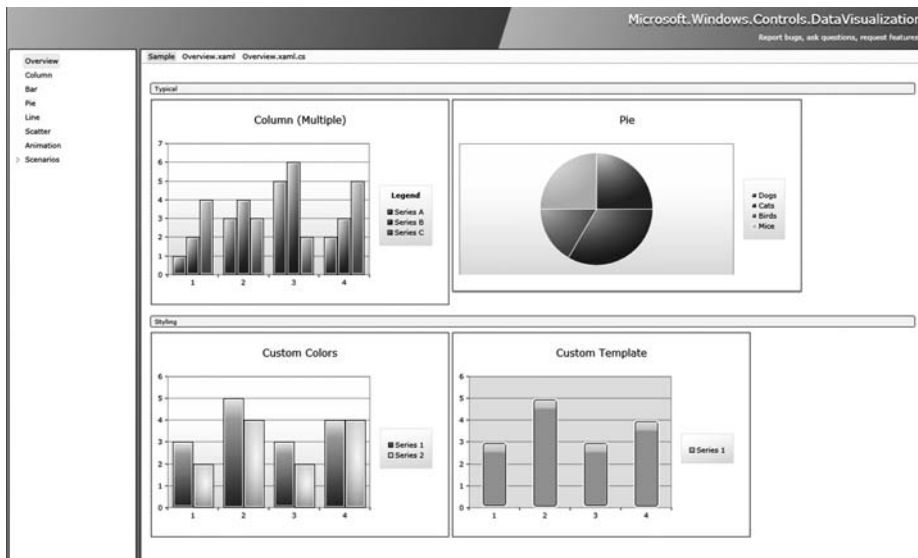 Microsoft.Windows.Controls.DataVisualization
Report bugs, ask questions, request features
Overview
Column
Bar
Pie
Line
Scatter
Animation
Scenarios
Sample Overview.xaml Overview.xaml.cs
Typical
Column (Multiple)
7
6
5
4
3
2
1
0
1 2 3 4
Legend
Series A
Series B
Series C
Pie
Dogs
Cats
Birds
Mice
Styling
Custom Colors
6
5
4
3
2
1
0
1 2 3 4
Series 1
Series 2
Custom Template
6
5
4
3
2
1
0
1 2 3 4
Series 1